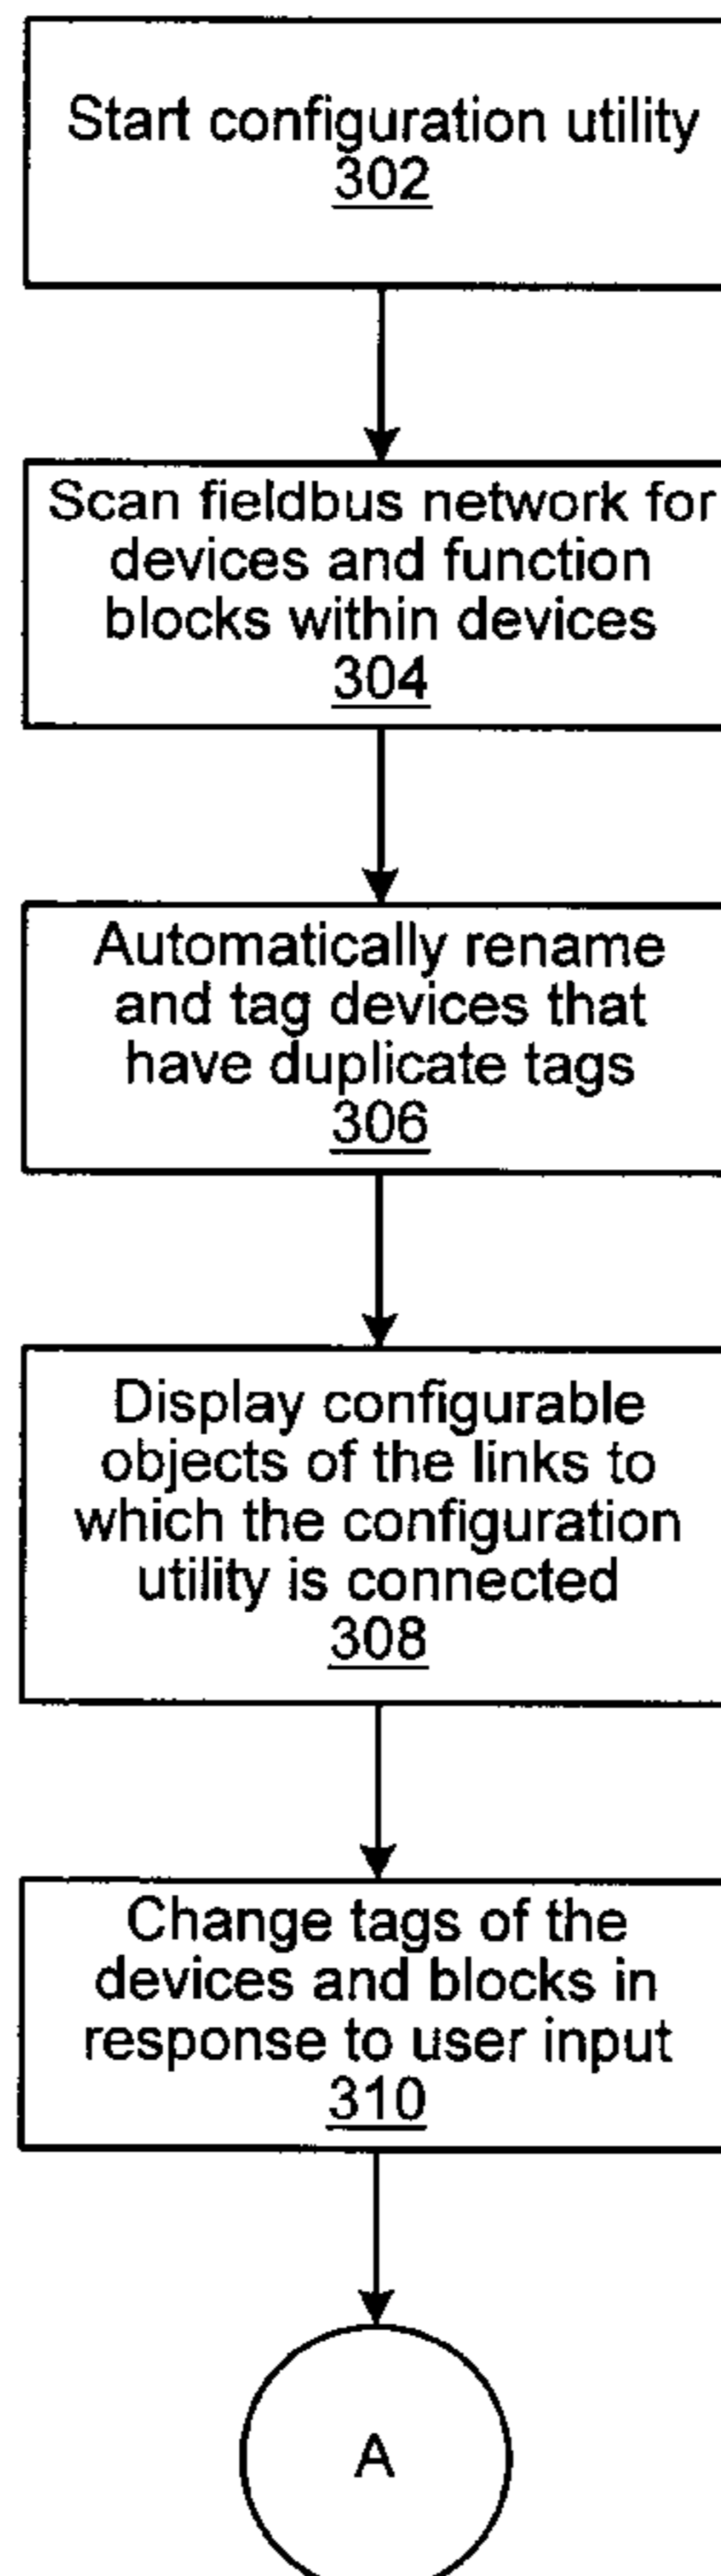 Start configuration utility
302
Scan fieldbus network for
devices and function
blocks within devices
304
Automatically rename
and tag devices that
have duplicate tags
306
Display configurable
objects of the links to
which the configuration
utility is connected
308
Change tags of the
devices and blocks in
response to user input
310
A